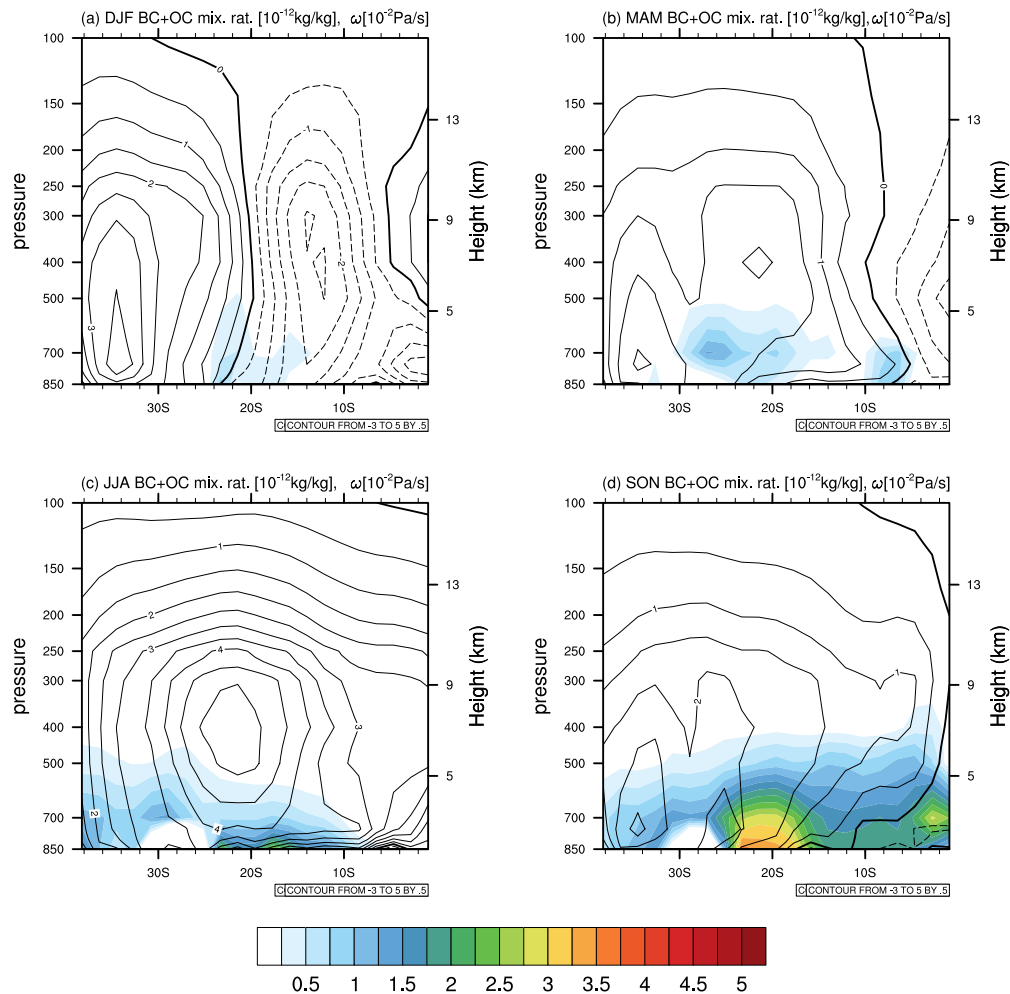 (a) DJF BC+OC mix. rat. [10⁻¹²kg/kg], ω[10⁻²Pa/s]
100
150
200
250
300
400
500
700
850
pressure
13
9
5
Height (km)
30S
20S
10S
0
1
2
3
-1
-2
C CONTOUR FROM -3 TO 5 BY .5
(b) MAM BC+OC mix. rat. [10⁻¹²kg/kg], ω[10⁻²Pa/s]
100
150
200
250
300
400
500
700
850
pressure
13
9
5
Height (km)
30S
20S
10S
0
1
C CONTOUR FROM -3 TO 5 BY .5
(c) JJA BC+OC mix. rat. [10⁻¹²kg/kg], ω[10⁻²Pa/s]
100
150
200
250
300
400
500
700
850
pressure
13
9
5
Height (km)
30S
20S
10S
1
2
3
4
3
2
4
C CONTOUR FROM -3 TO 5 BY .5
(d) SON BC+OC mix. rat. [10⁻¹²kg/kg], ω[10⁻²Pa/s]
100
150
200
250
300
400
500
700
850
pressure
13
9
5
Height (km)
30S
20S
10S
1
1
2
C CONTOUR FROM -3 TO 5 BY .5
0.5 1 1.5 2 2.5 3 3.5 4 4.5 5